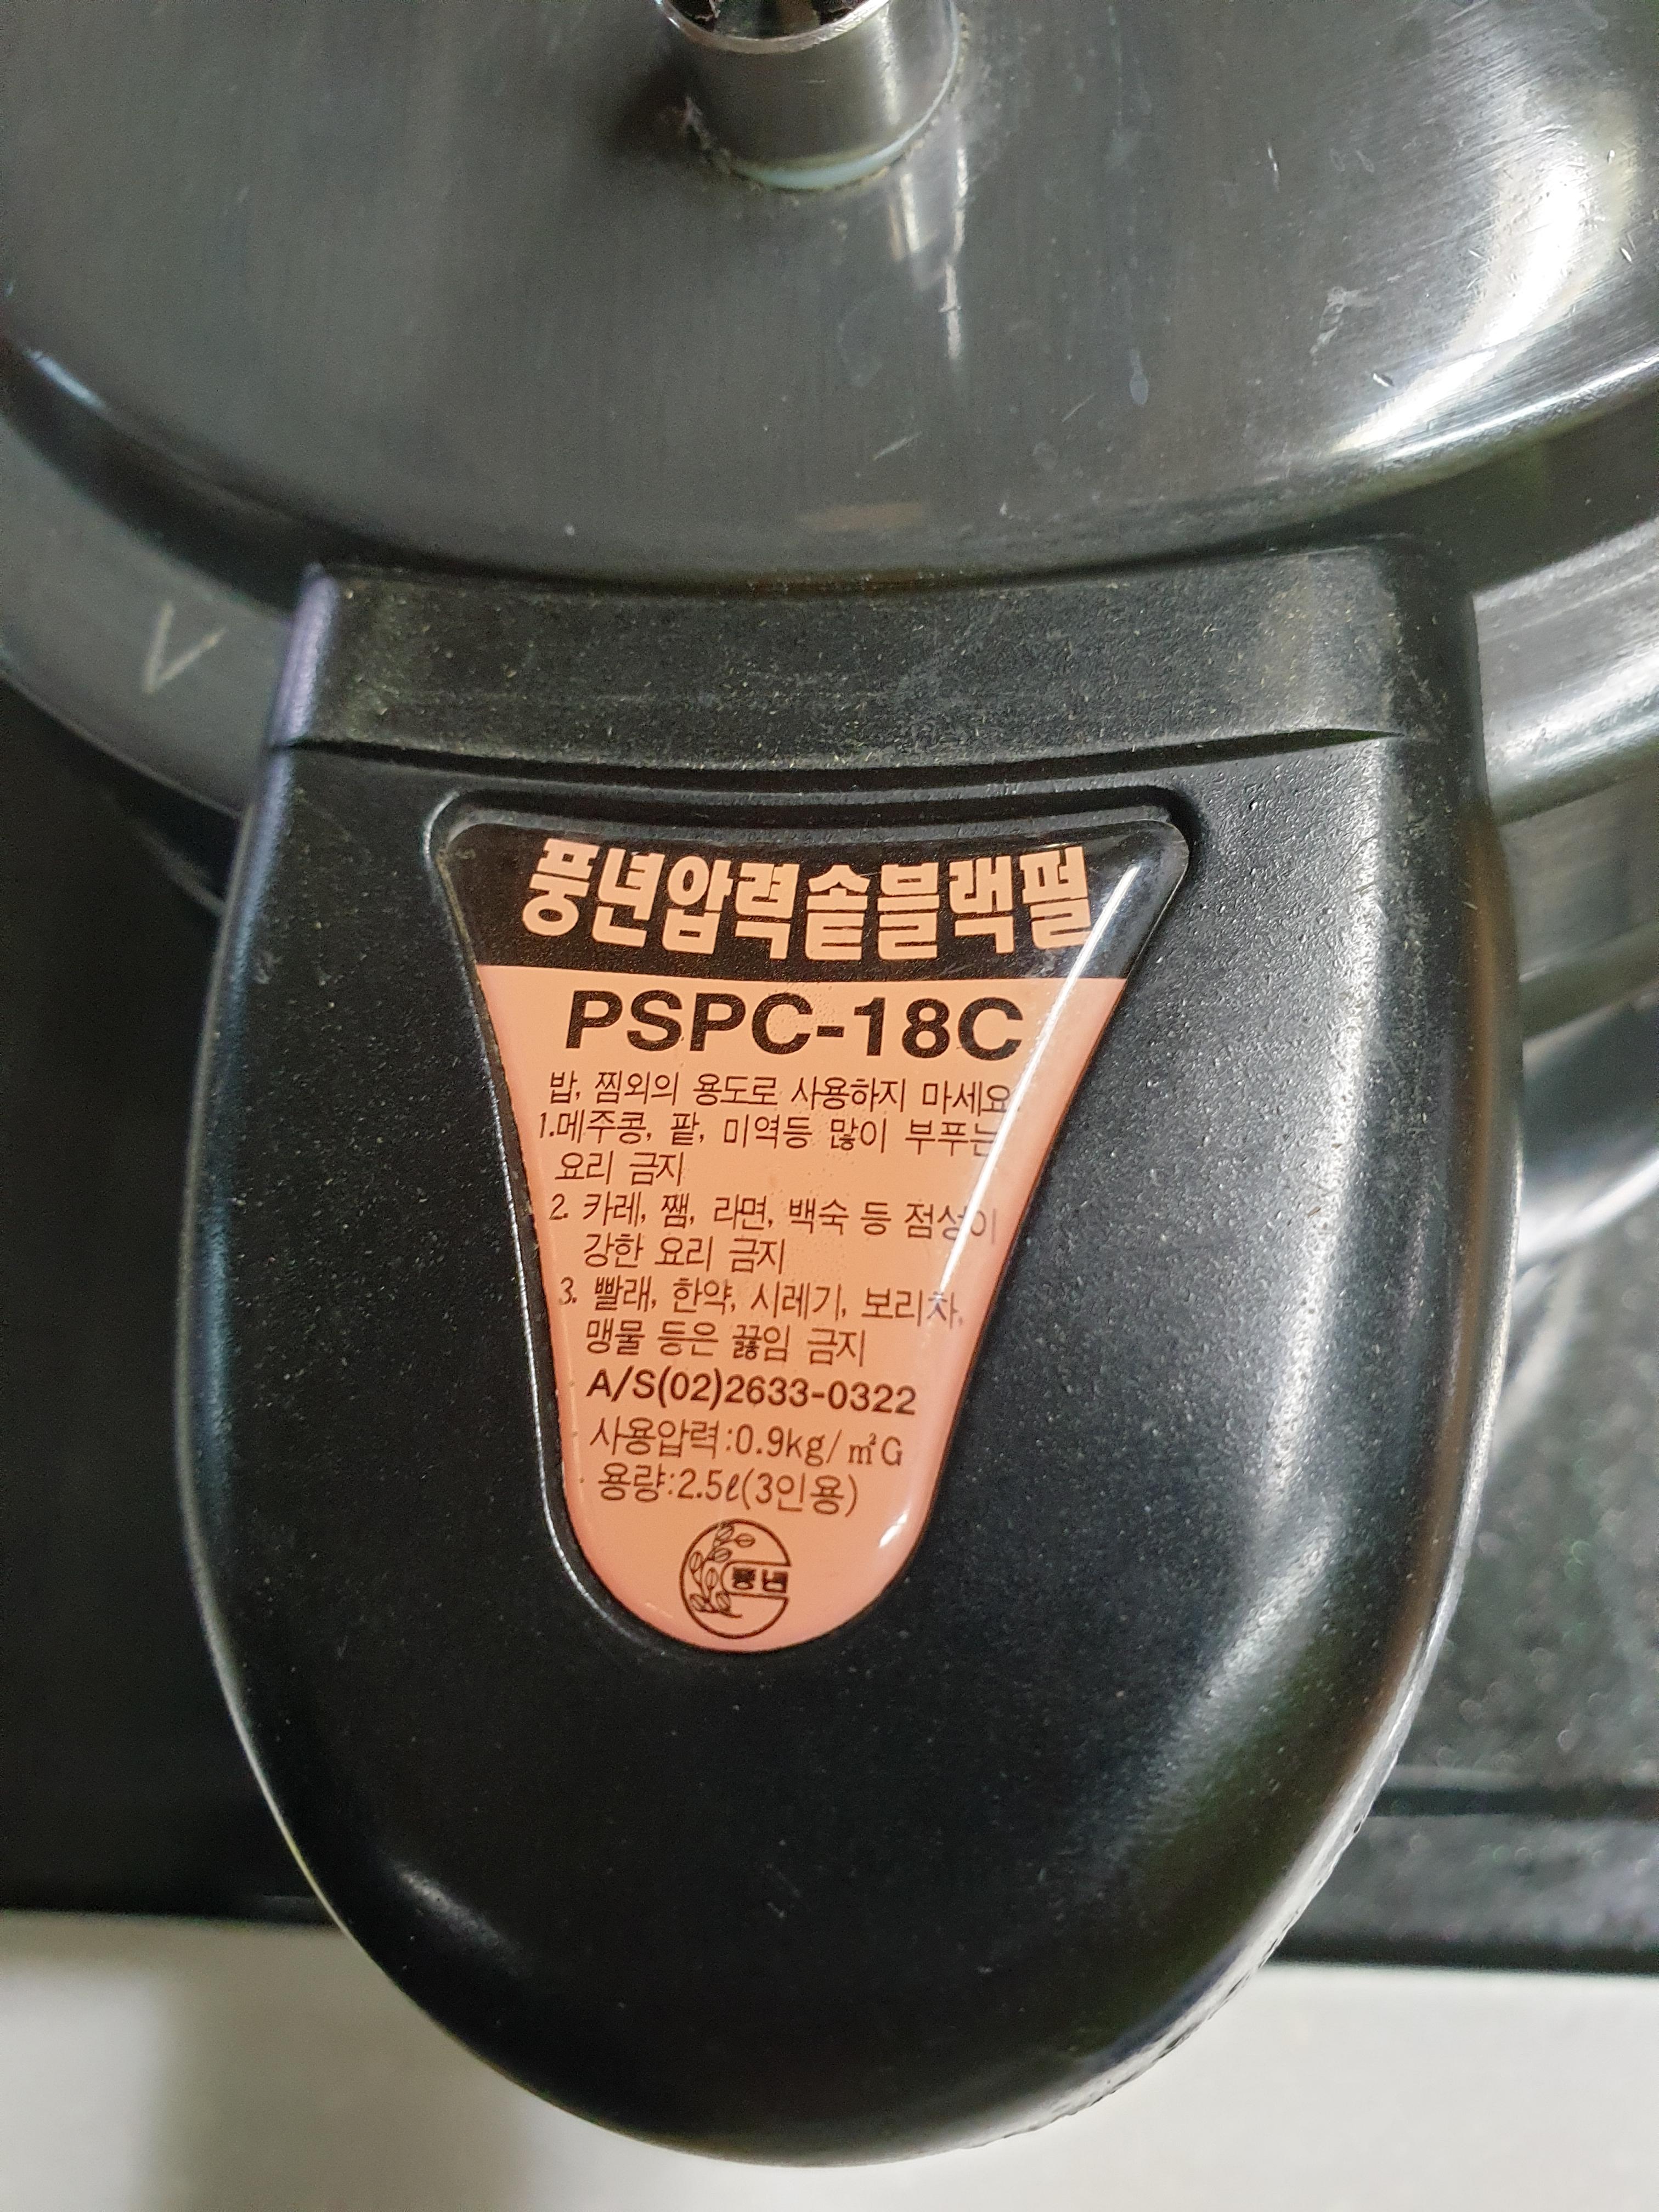 풍년압력솥블랙펄
PSPC-18C
밥, 찜외의 용도로 사용하지 마세요.
1.메주콩, 팥, 미역등 많이 부푸는
요리 금지
2. 카레, 쨈, 라면, 백숙 등 점성이
강한 요리 금지
3. 빨래, 한약, 시레기, 보리차,
맹물 등은 끓임 금지
A/S(02)2633-0322
사용압력:0.9kg/㎠G
용량:2.5ℓ(3인용)
풍년